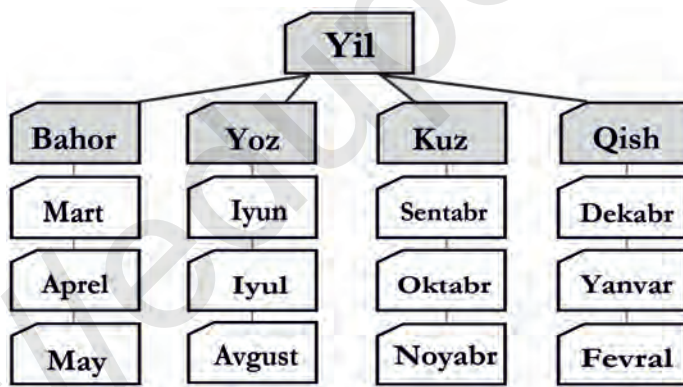 Yil
Bahor Yoz Kuz Qish
Mart Iyun Sentabr Dekabr
Aprel Iyul Oktabr Yanvar
May Avgust Noyabr Fevral